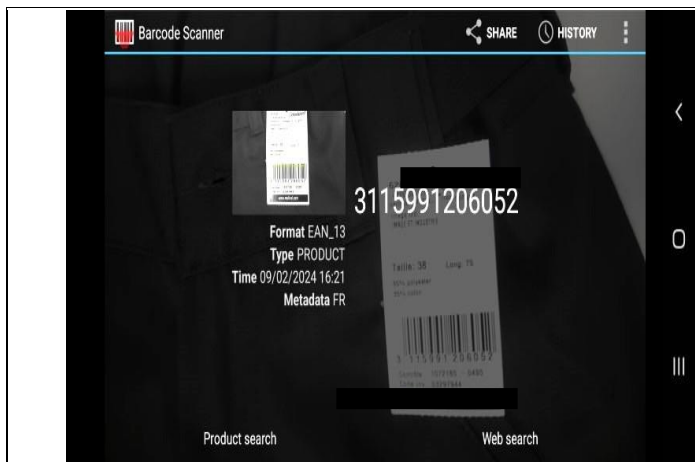 Barcode Scanner
SHARE
HISTORY
3115991206052
Format EAN_13
Type PRODUCT
Time 09/02/2024 16:21
Metadata FR
Taille: 38 Long: 75
3 115991 206052
Product search
Web search